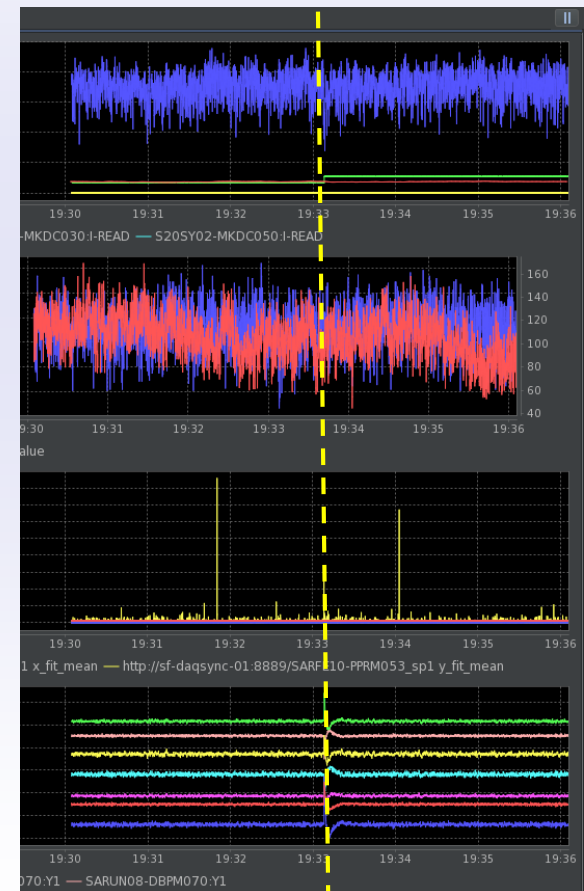 19:30 19:31 19:32 19:33 19:34 19:35 19:36
-MKDC030:I-READ — S20SY02-MKDC050:I-READ
160
140
120
100
80
60
40
9:30 19:31 19:32 19:33 19:34 19:35 19:36
alue
19:30 19:31 19:32 19:33 19:34 19:35 19:36
1 x_fit_mean — http://sf-daqsync-01:8889/SARFE10-PPRM053_sp1 y_fit_mean
19:30 19:31 19:32 19:33 19:34 19:35 19:36
070:Y1 — SARUN08-DBPM070:Y1